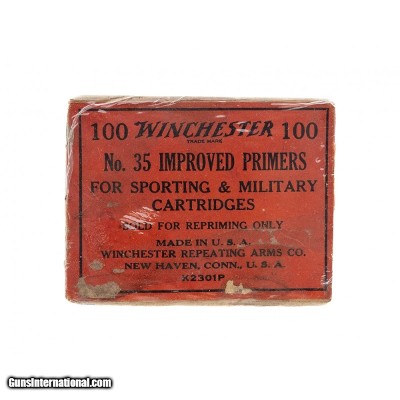 100 WINCHESTER 100
TRADE MARK
No. 35 IMPROVED PRIMERS
FOR SPORTING & MILITARY
CARTRIDGES
SOLD FOR REPRIMING ONLY
MADE IN U. S. A.
WINCHESTER REPEATING ARMS CO.
NEW HAVEN, CONN., U. S. A.
K2301P
GunsInternational.com